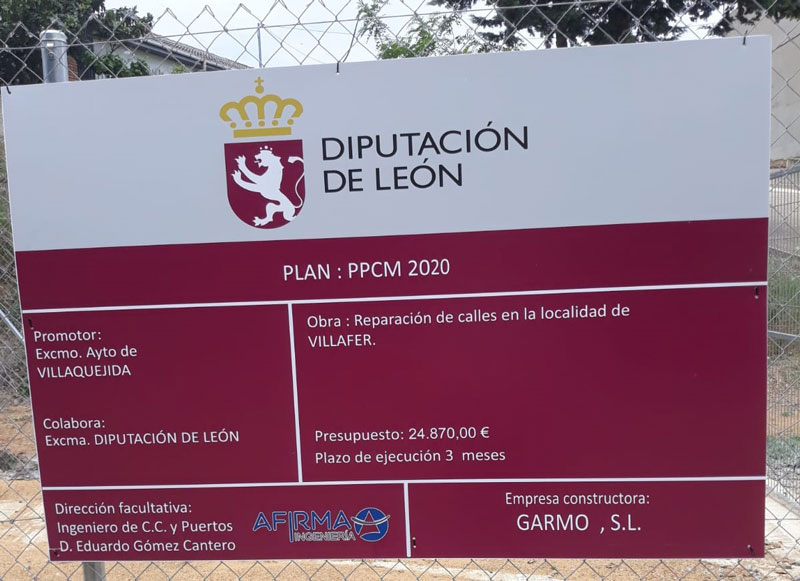 DIPUTACIÓN
DE LEÓN
PLAN : PPCM 2020
Promotor:
Excmo. Ayto de
VILLAQUEJIDA
Colabora:
Excma. DIPUTACIÓN DE LEÓN
Obra : Reparación de calles en la localidad de
VILLAFER.
Presupuesto: 24.870,00 €
Plazo de ejecución 3 meses
Dirección facultativa:
Ingeniero de C.C. y Puertos
D. Eduardo Gómez Cantero
AFIRMA
INGENIERÍA
Empresa constructora:
GARMO , S.L.